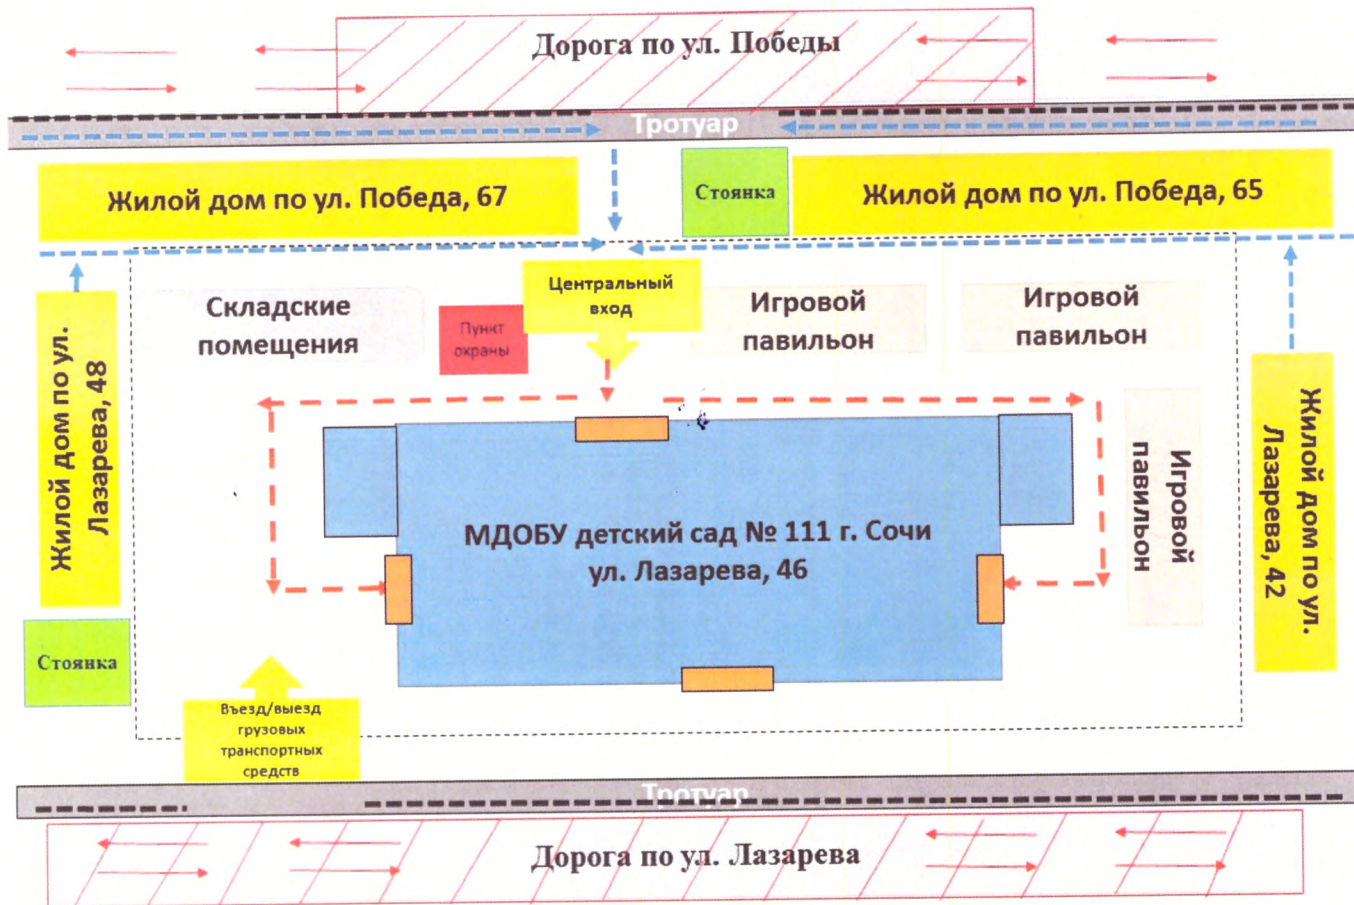 Дорога по ул. Победы
Тротуар
Жилой дом по ул. Победа, 67
Стоянка
Жилой дом по ул. Победа, 65
Складские
помещения
Пункт
охраны
Центральный
вход
Игровой
павильон
Игровой
павильон
Жилой дом по ул.
Лазарева, 48
Игровой
павильон
Жилой дом по ул.
Лазарева, 42
МДОБУ детский сад № 111 г. Сочи
ул. Лазарева, 46
Стоянка
Въезд/выезд
грузовых
транспортных
средств
Тротуар
Дорога по ул. Лазарева